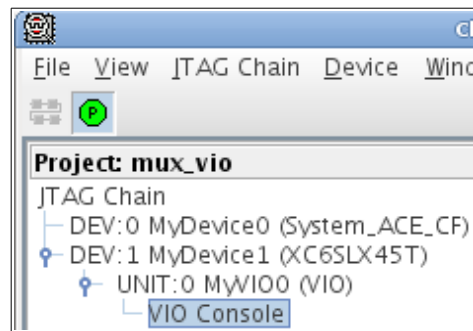 File View JTAG Chain Device
P
Project: mux_vio
JTAG Chain
DEV:0 MyDevice0 (System_ACE_CF)
DEV:1 MyDevice1 (XC6SLX45T)
UNIT:0 MyVIO0 (VIO)
VIO Console